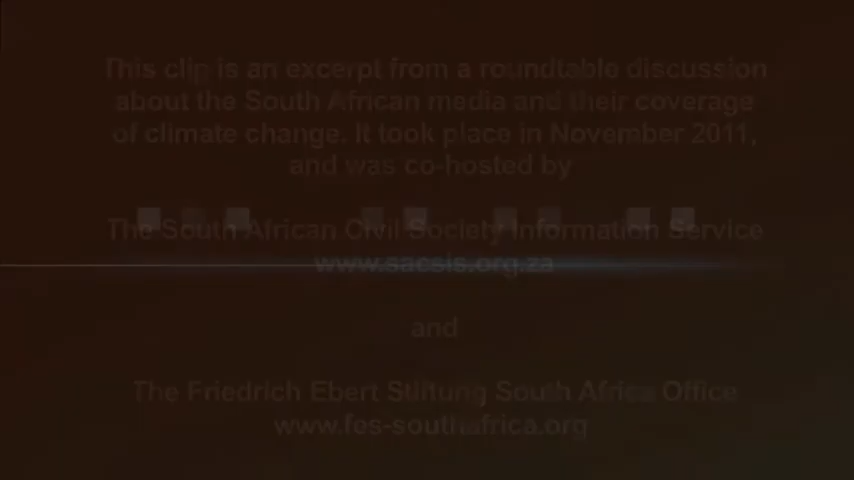 This clip is an excerpt from a roundtable discussion
about the South African media and their coverage
of climate change. It took place in November 2011,
and was co-hosted by
The South African Civil Society Information Service
www.sacsis.org.za
and
The Friedrich Ebert Stiftung South Africa Office
www.fes-southafrica.org